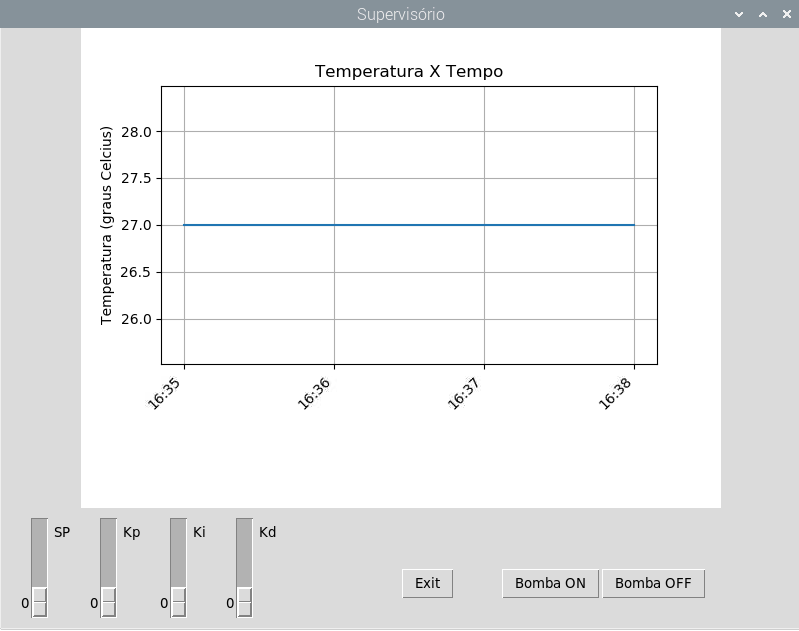 Supervisório
Temperatura X Tempo
Temperatura (graus Celcius)
28.0
27.5
27.0
26.5
26.0
16:35
16:36
16:37
16:38
SP
Kp
Ki
Kd
0
0
0
0
Exit
Bomba ON
Bomba OFF